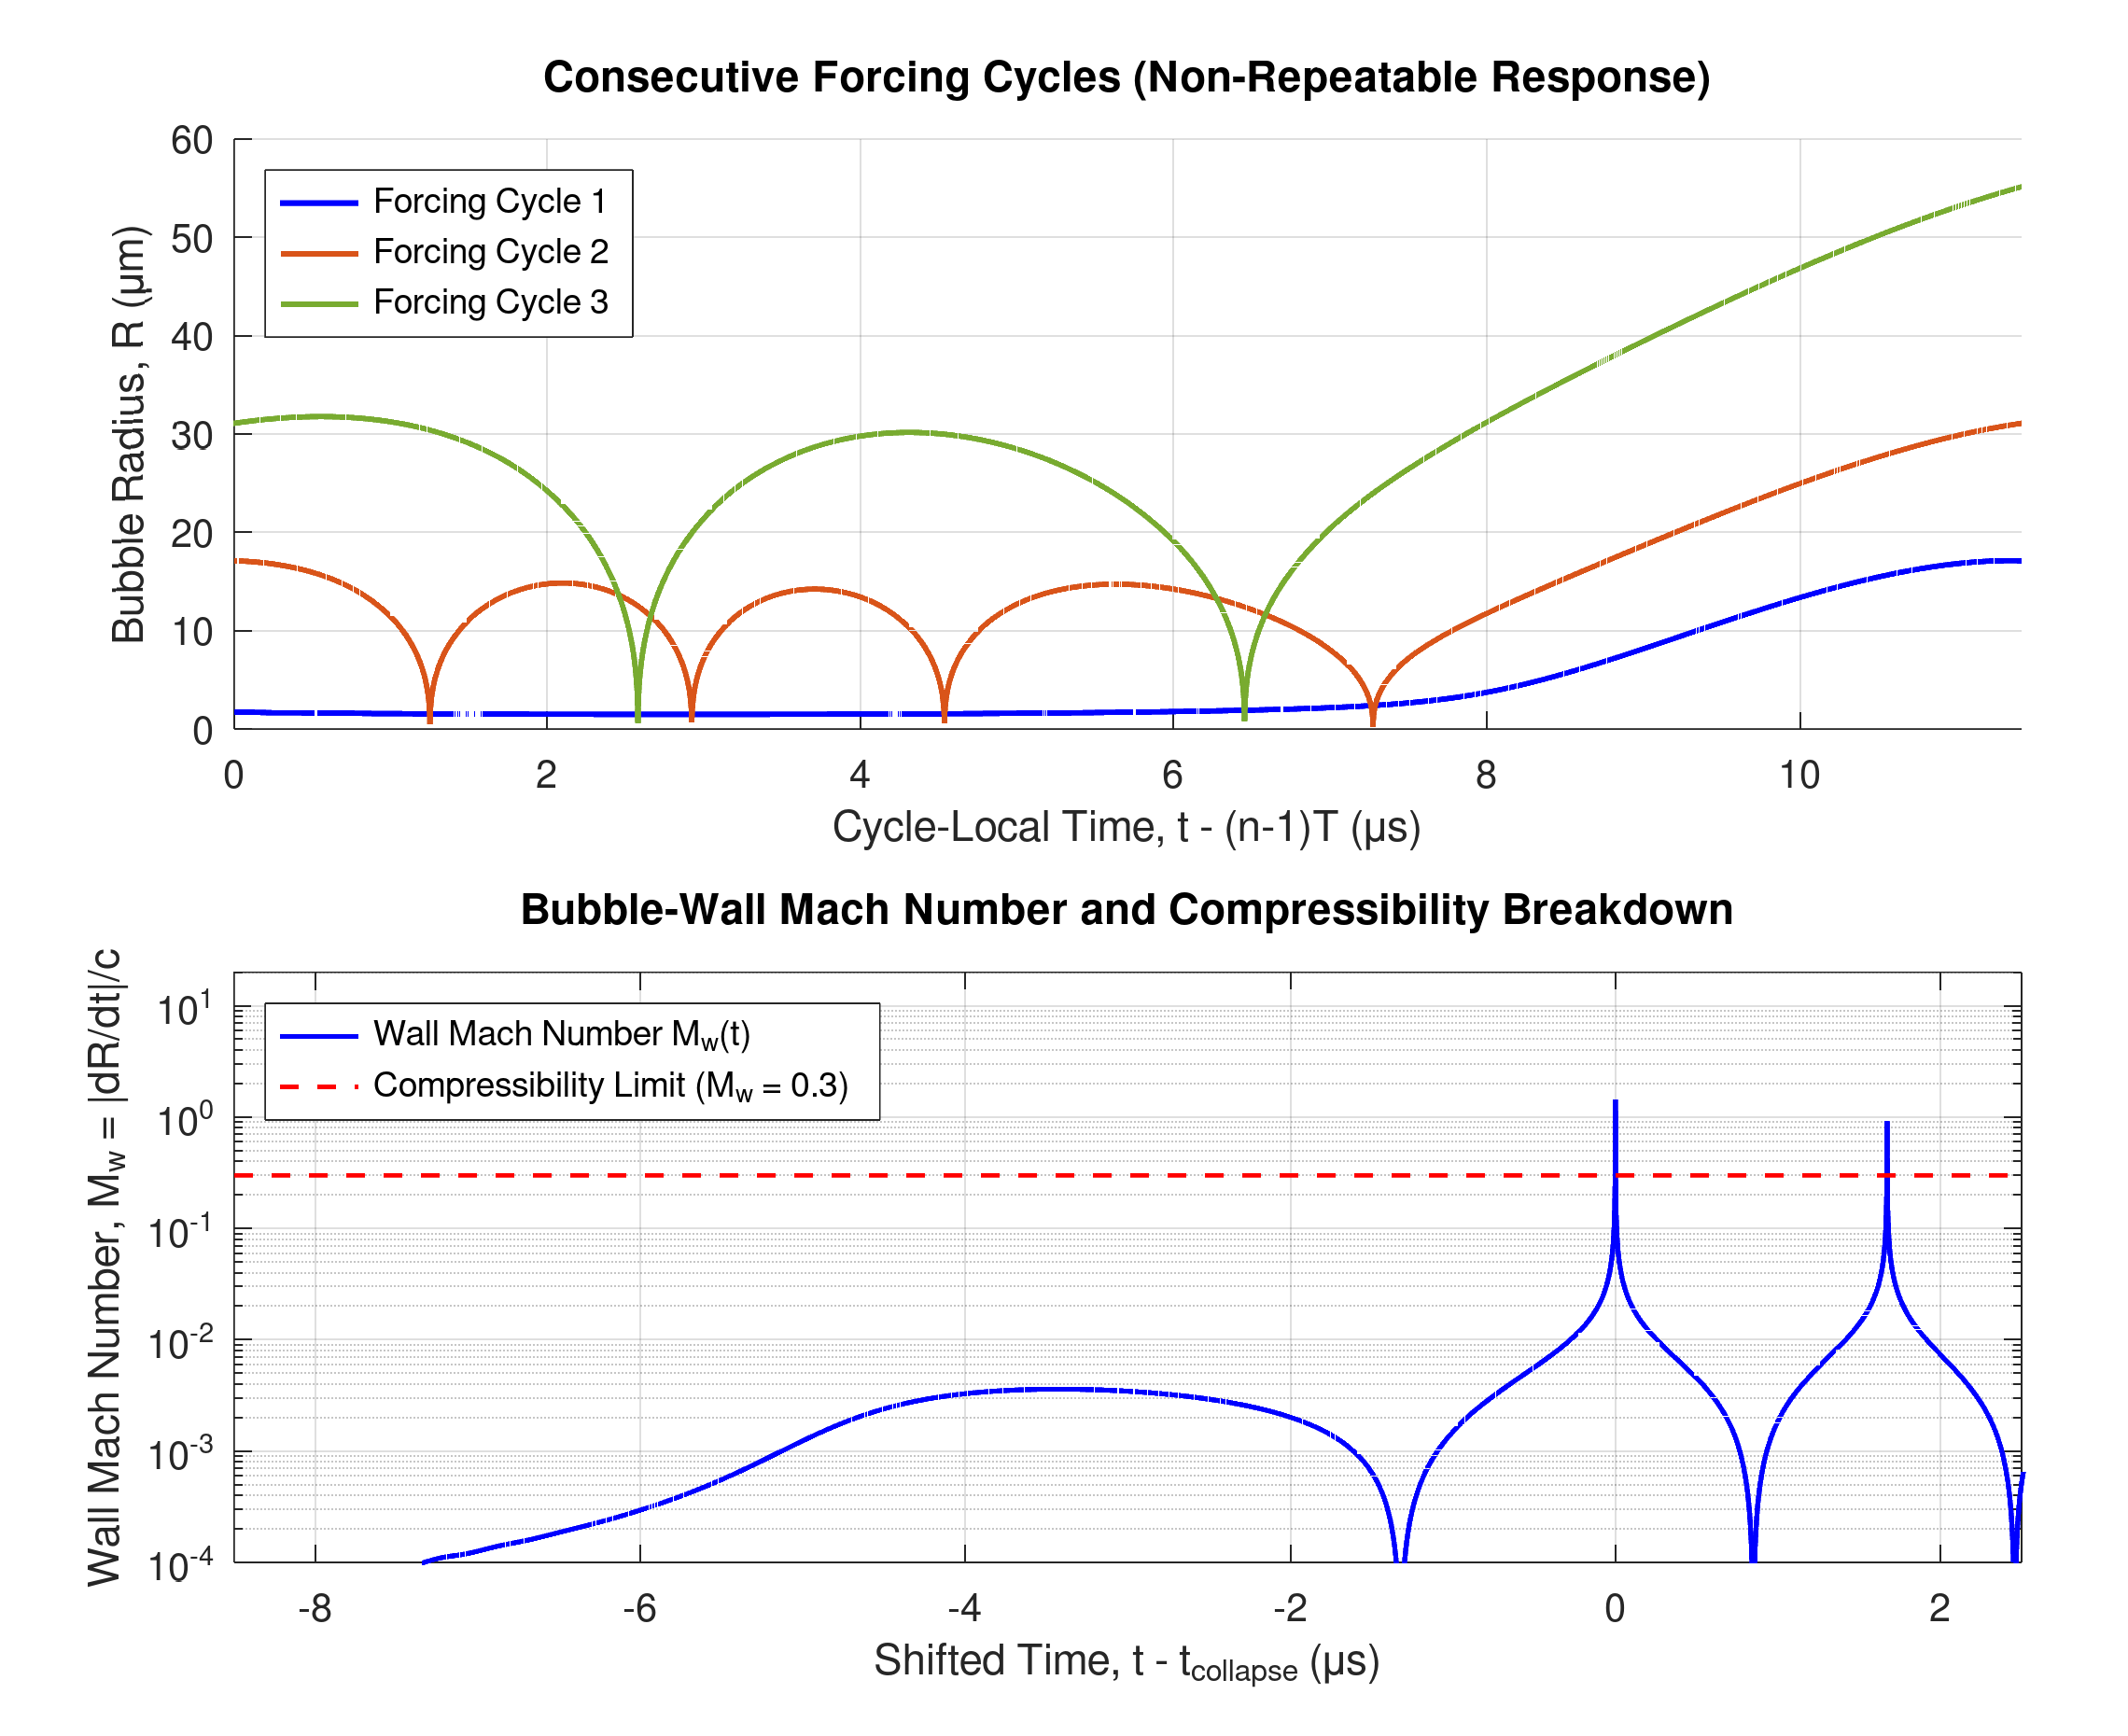 Consecutive Forcing Cycles (Non-Repeatable Response)
60
50
40
30
20
10
0
Bubble Radius, R (µm)
Forcing Cycle 1
Forcing Cycle 2
Forcing Cycle 3
0 2 4 6 8 10
Cycle-Local Time, t - (n-1)T (µs)
Bubble-Wall Mach Number and Compressibility Breakdown
10^1
10^0
10^-1
10^-2
10^-3
10^-4
Wall Mach Number, M_w = |dR/dt|/c
Wall Mach Number M_w(t)
Compressibility Limit (M_w = 0.3)
-8 -6 -4 -2 0 2
Shifted Time, t - t_collapse (µs)